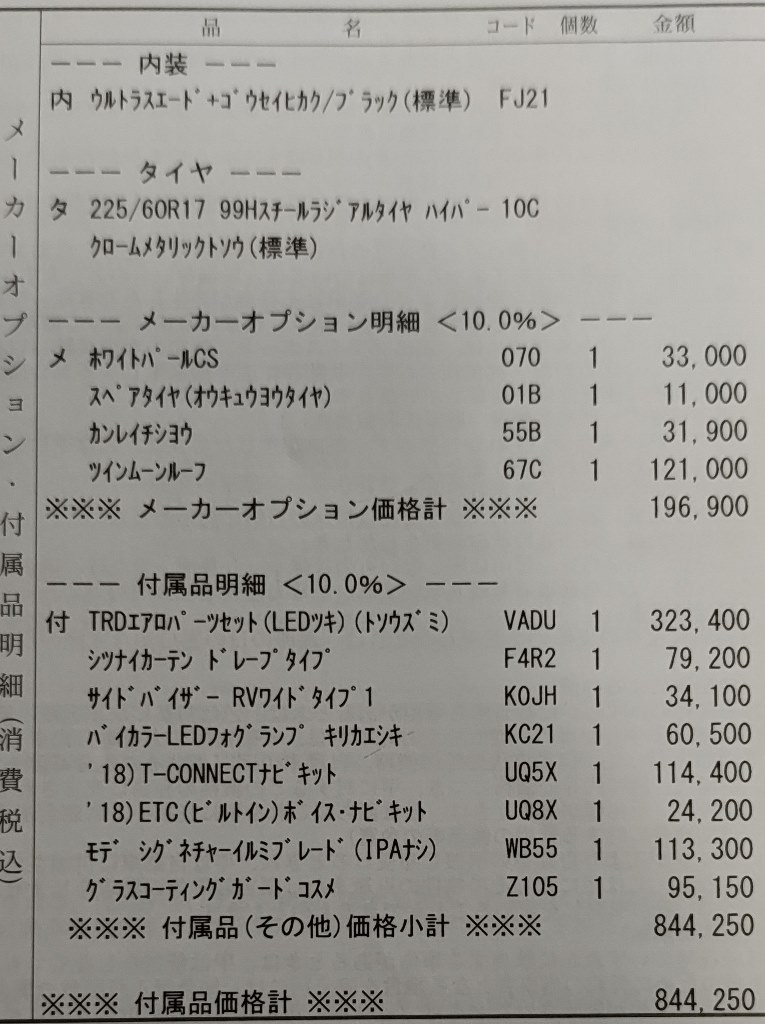 品名 コード 個数 金額
--- 内装 ---
内 ウルトラスエード+ゴウセイヒカク/ブラック(標準) FJ21
--- タイヤ ---
タ 225/60R17 99Hスチールラジアルタイヤ ハイパー 10C
クロームメタリックトソウ(標準)
--- メーカーオプション明細 <10.0%> ---
メ ホワイトパールCS 070 1 33,000
スペアタイヤ(オウキュウヨウタイヤ) 01B 1 11,000
カンレイチシヨウ 55B 1 31,900
ツインムーンルーフ 67C 1 121,000
※※※ メーカーオプション価格計 ※※※ 196,900
--- 付属品明細 <10.0%> ---
付 TRDエアロパーツセット(LEDツキ)(トソウズミ) VADU 1 323,400
シツナイカーテン ドレープタイプ F4R2 1 79,200
サイドバイザー RVワイドタイプ1 K0JH 1 34,100
バイカラーLEDフォグランプ キリカエシキ KC21 1 60,500
'18)T-CONNECTナビキット UQ5X 1 114,400
'18)ETC(ビルトイン)ボイス・ナビキット UQ8X 1 24,200
モデ シグネチャーイルミブレード(IPAナシ) WB55 1 113,300
グラスコーティングガードコスメ Z105 1 95,150
※※※ 付属品(その他)価格小計 ※※※ 844,250
※※※ 付属品価格計 ※※※ 844,250
メーカーオプション・付属品明細(消費税込)